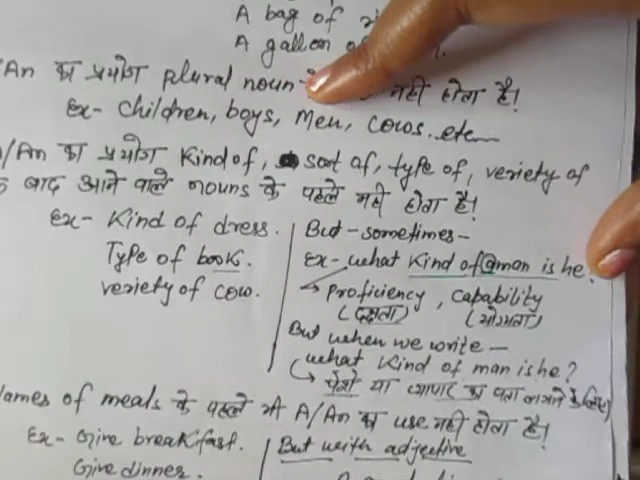 A bag of
A gallon of
/An का प्रयोग plural noun नही होता है!
Ex- Children, boys, Men, cows..etc
A/An का प्रयोग Kind of, sort of, type of, veriety of
के बाद आने वाले nouns के पहले नही होता है!
Ex- Kind of dress.
Type of book.
veriety of cow.
But-sometimes-
Ex- what kind of a man is he?
Proficiency, capability
(दक्षता) (योग्यता)
But when we write-
what kind of man is he?
पेशे या व्यापार का पता लगाने के लिए)
Names of meals के पहले भी A/An का use नही होता है!
Ex- Give breakfast.
Give dinner.
But with adjective